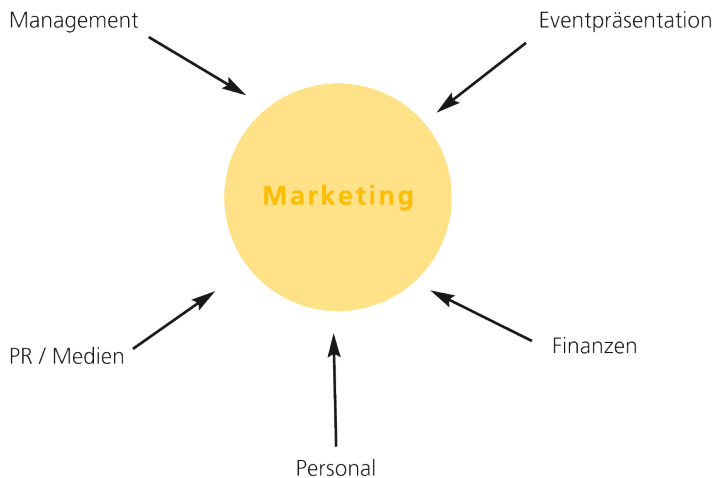 Management
Eventpräsentation
Marketing
PR / Medien
Finanzen
Personal